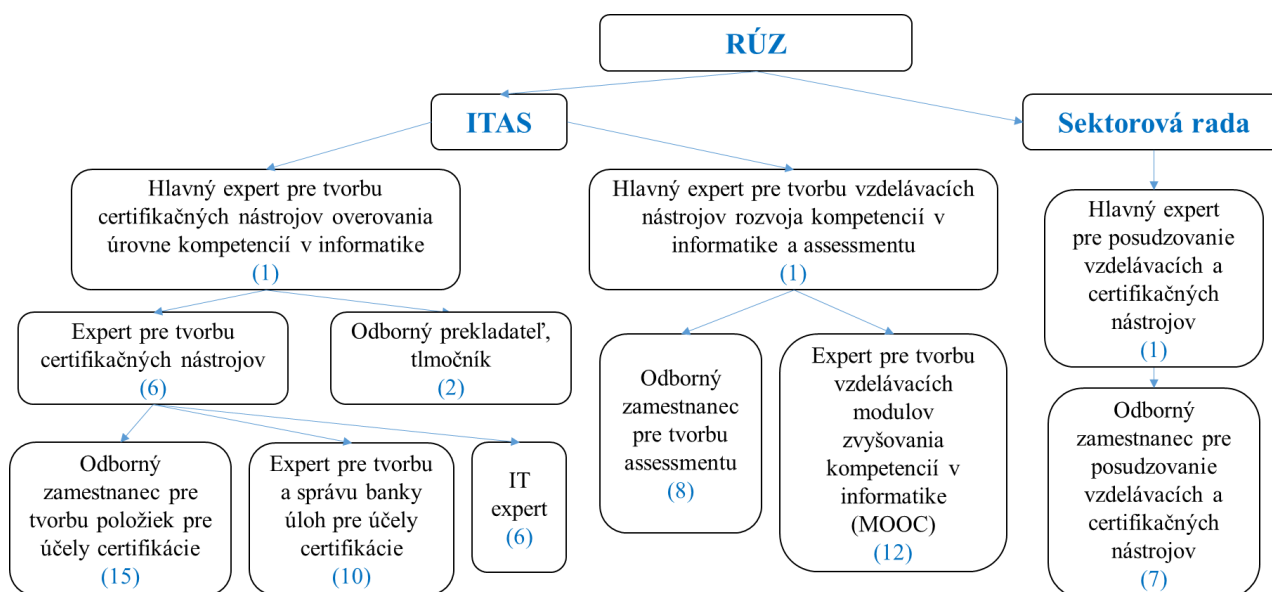 RÚZ
ITAS
Sektorová rada
Hlavný expert pre tvorbu
certifikačných nástrojov overovania
úrovne kompetencií v informatike
(1)
Hlavný expert pre tvorbu vzdelávacích
nástrojov rozvoja kompetencií v
informatike a assessmentu
(1)
Hlavný expert
pre posudzovanie
vzdelávacích a
certifikačných
nástrojov
(1)
Expert pre tvorbu
certifikačných nástrojov
(6)
Odborný prekladateľ,
tlmočník
(2)
Odborný
zamestnanec
pre tvorbu
assessmentu
(8)
Expert pre tvorbu
vzdelávacích
modulov
zvyšovania
kompetencií v
informatike
(MOOC)
(12)
Odborný
zamestnanec pre
posudzovanie
vzdelávacích a
certifikačných
nástrojov
(7)
Odborný
zamestnanec pre
tvorbu položiek pre
účely certifikácie
(15)
Expert pre tvorbu
a správu banky
úloh pre účely
certifikácie
(10)
IT
expert
(6)